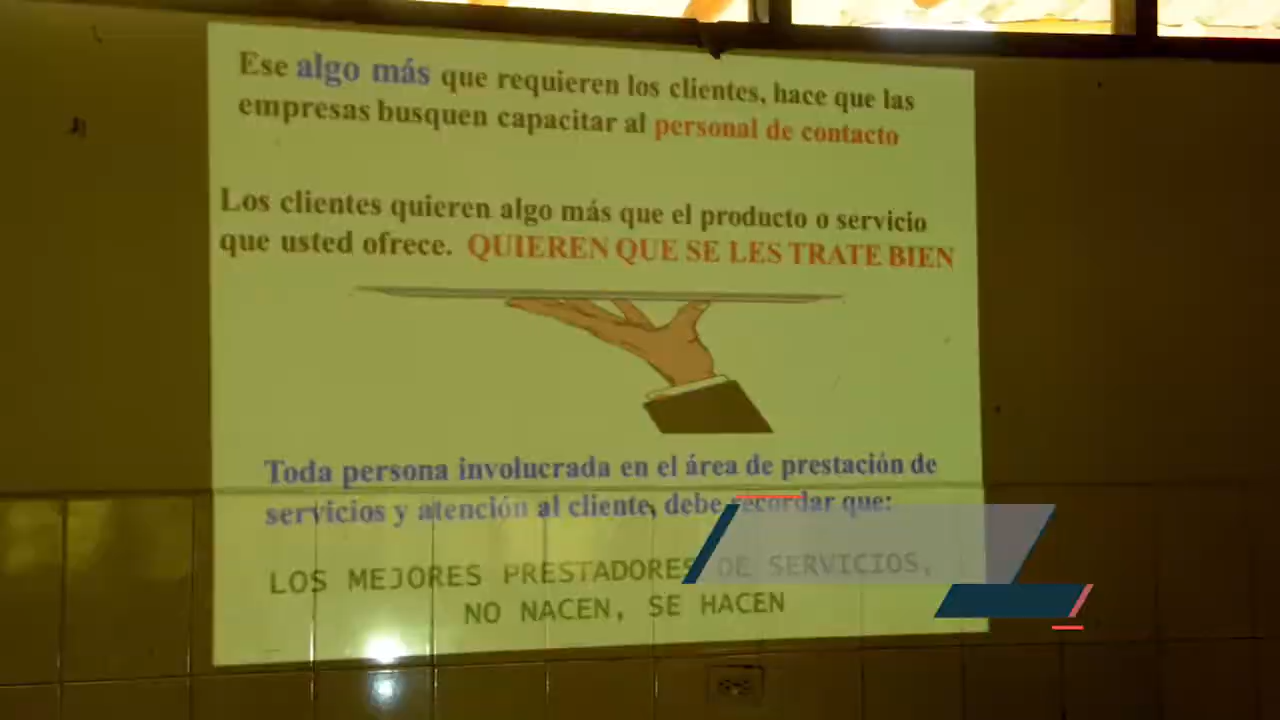 Ese algo más que requieren los clientes, hace que las
empresas busquen capacitar al personal de contacto
Los clientes quieren algo más que el producto o servicio
que usted ofrece. QUIEREN QUE SE LES TRATE BIEN
Toda persona involucrada en el área de prestación de
servicios y atención al cliente, debe recordar que:
LOS MEJORES PRESTADORES DE SERVICIOS,
NO NACEN, SE HACEN